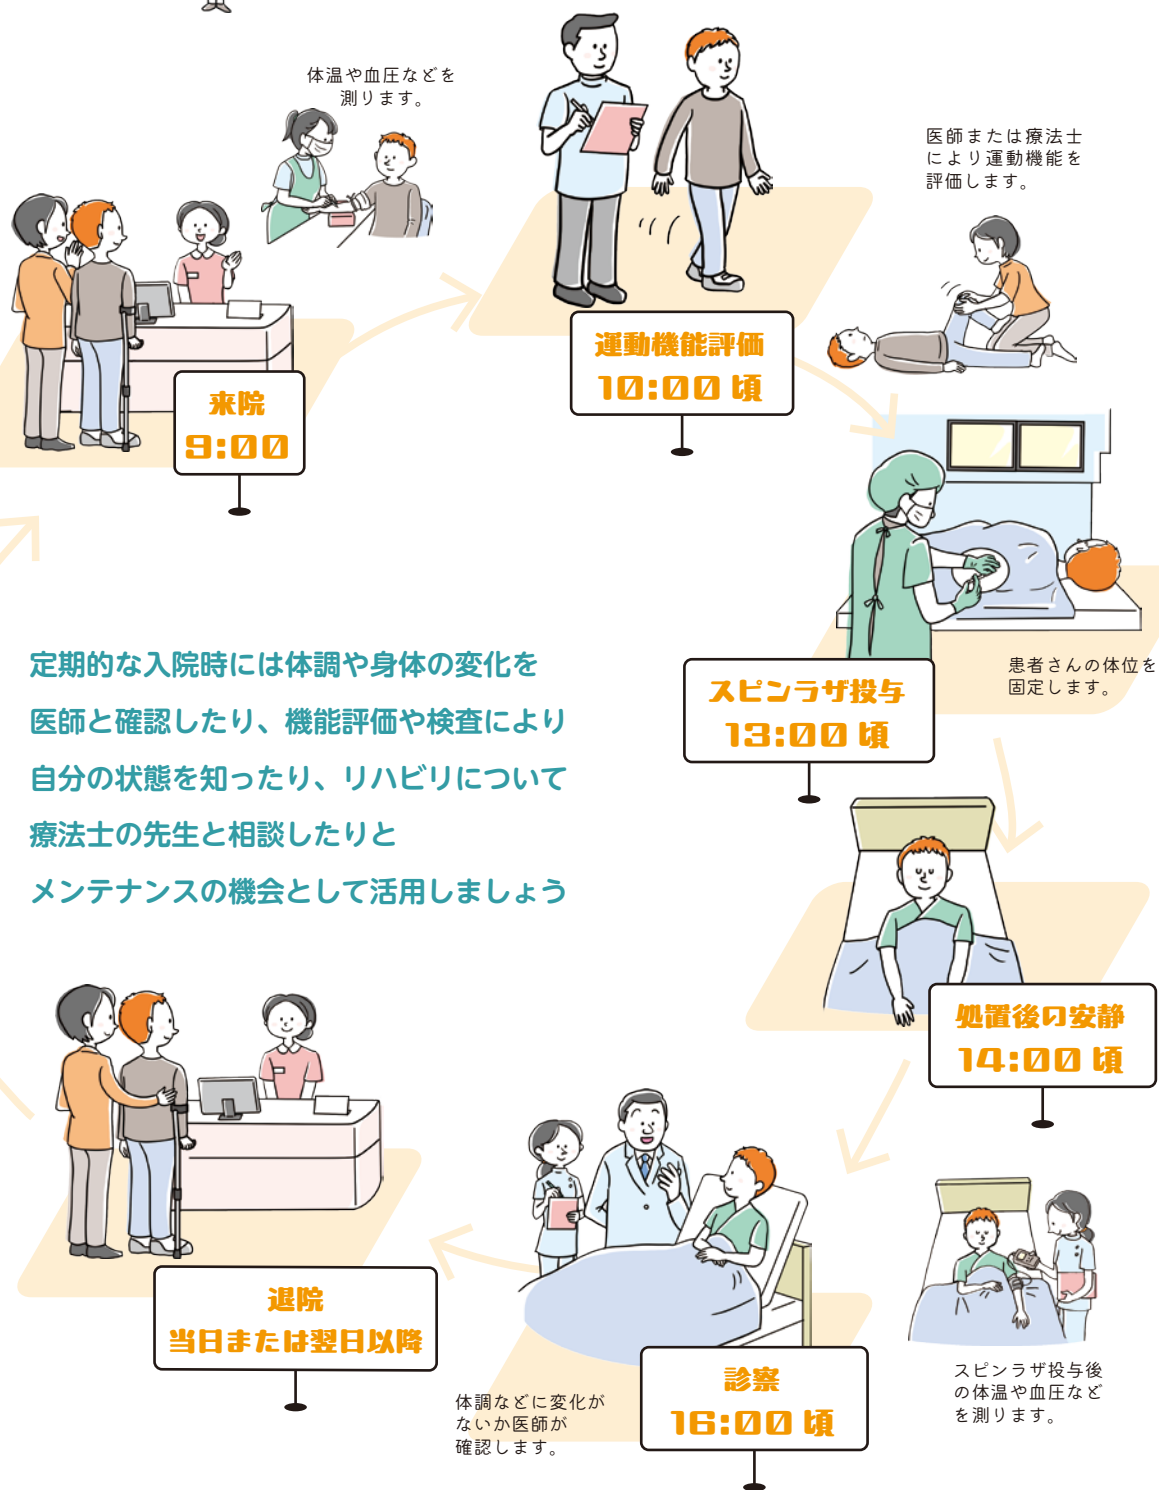 体温や血圧などを
測ります。
来院
9:00
運動機能評価
10:00 頃
医師または療法士
により運動機能を
評価します。
スピンラザ投与
13:00 頃
患者さんの体位を
固定します。
定期的な入院時には体調や身体の変化を
医師と確認したり、機能評価や検査により
自分の状態を知ったり、リハビリについて
療法士の先生と相談したりと
メンテナンスの機会として活用しましょう
処置後の安静
14:00 頃
スピンラザ投与後
の体温や血圧など
を測ります。
診察
16:00 頃
体調などに変化が
ないか医師が
確認します。
退院
当日または翌日以降